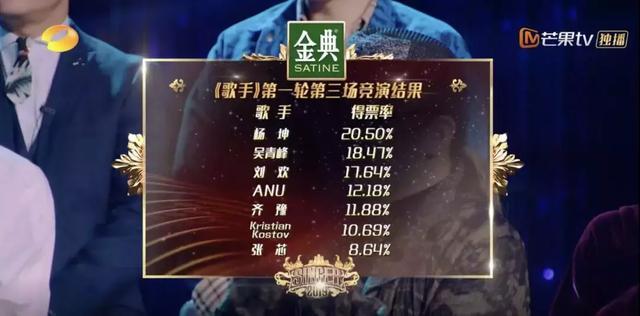 金典
SATINE
芒果tv 独播
《歌手》第一轮第三场竞演结果
歌手 得票率
杨坤 20.50%
吴青峰 18.47%
刘欢 17.64%
ANU 12.18%
齐豫 11.88%
Kristian
Kostov 10.69%
张芯 8.64%
SINGER
2019